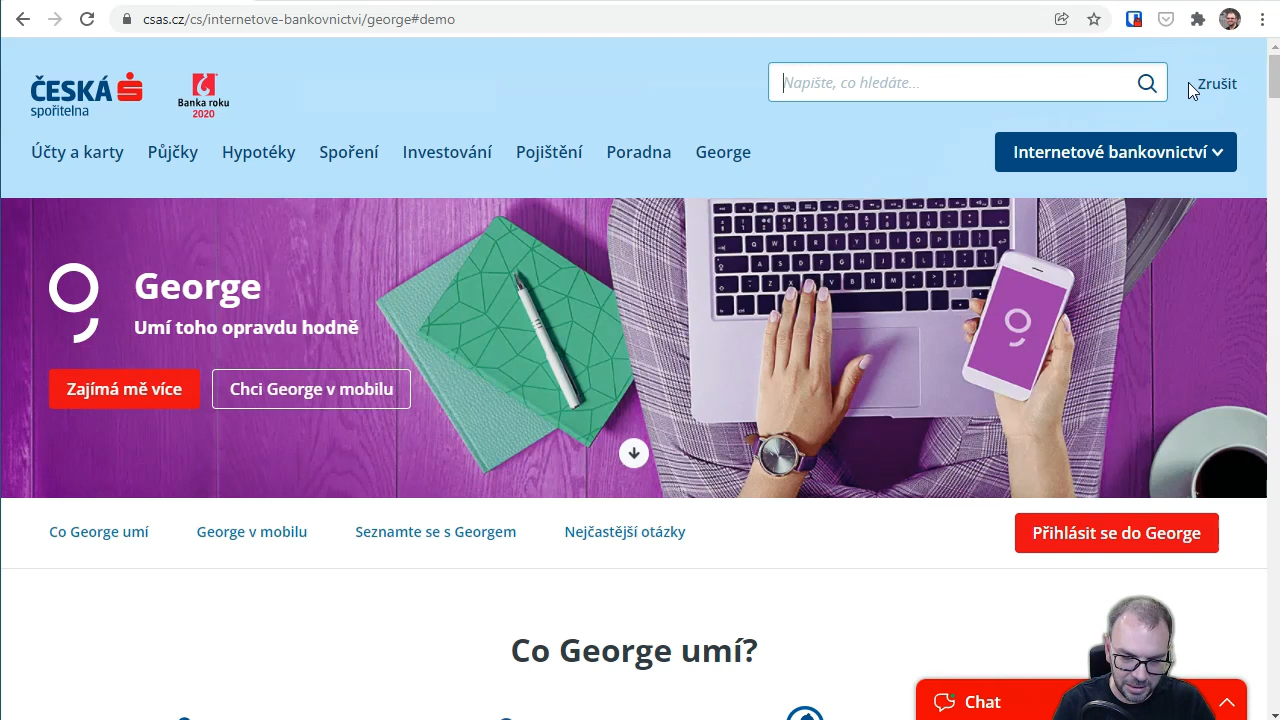 csas.cz/cs/internetove-bankovnictvi/george#demo
ČESKÁ
spořitelna
Banka roku
2020
Napište, co hledáte...
Zrušit
Účty a karty
Půjčky
Hypotéky
Spoření
Investování
Pojištění
Poradna
George
Internetové bankovnictví
George
Umí toho opravdu hodně
Zajímá mě více
Chci George v mobilu
Co George umí
George v mobilu
Seznamte se s Georgem
Nejčastější otázky
Přihlásit se do George
Co George umí?
Chat